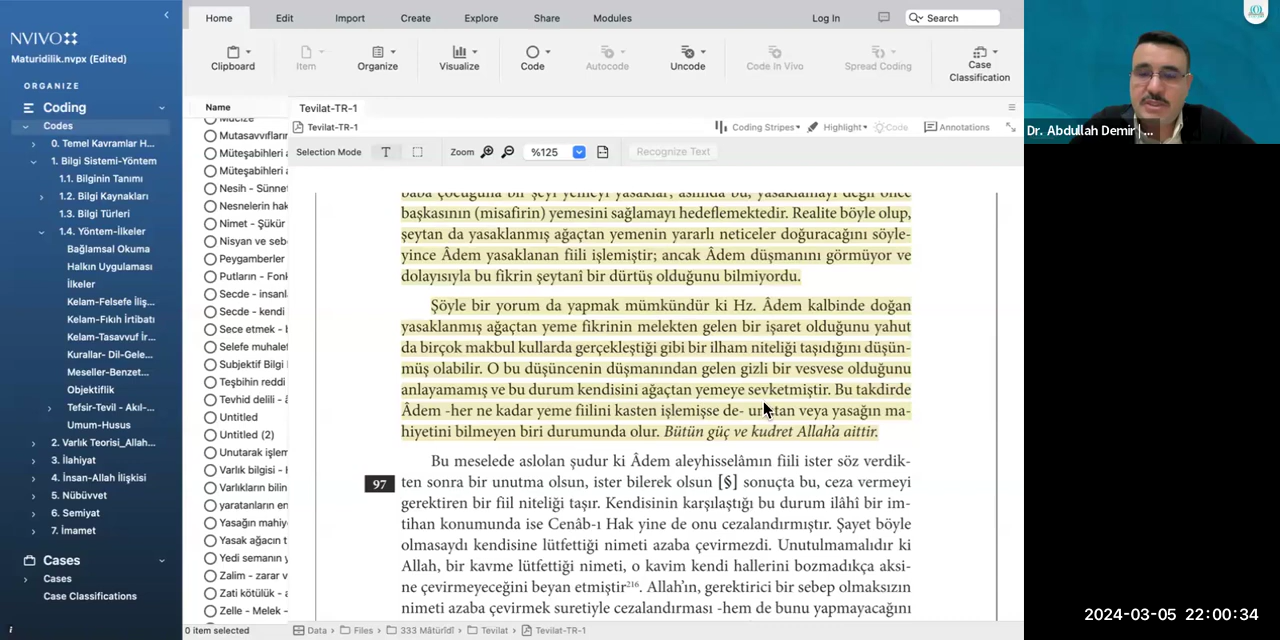 NVIVO
Maturidilik.nvpx (Edited)
ORGANIZE
Coding
Codes
0. Temel Kavramlar H...
1. Bilgi Sistemi-Yöntem
1.1. Bilginin Tanımı
1.2. Bilgi Kaynakları
1.3. Bilgi Türleri
1.4. Yöntem-İlkeler
Bağlamsal Okuma
Halkın Uygulaması
İlkeler
Kelam-Felsefe İliş...
Kelam-Fıkıh İrtibatı
Kelam-Tasavvuf İr...
Kurallar- Dil-Gele...
Meseller-Benzet...
Objektiflik
Tefsir-Tevil - Akıl-...
Umum-Husus
2. Varlık Teorisi_Allah...
3. İlahiyat
4. İnsan-Allah İlişkisi
5. Nübüvvet
6. Semiyat
7. İmamet
Cases
Cases
Case Classifications
Home Edit Import Create Explore Share Modules Log In Search
Clipboard Item Organize Visualize Code Autocode Uncode Code In Vivo Spread Coding Case Classification
Name
Mucize
Mutasavvıfların
Müteşabihleri a
Müteşabihleri a
Nesih - Sünnet
Nesnelerin hak
Nimet - Şükür
Nisyan ve sebe
Peygamberler
Putların - Fonk
Secde - insanl
Secde - kendi
Sece etmek - b
Selefe muhalef
Subjektif Bilgi
Teşbihin reddi
Tevhid delili - â
Untitled
Untitled (2)
Unutarak işlem
Varlık bilgisi - H
Varlıkların bilin
yaratanların en
Yasağın mahiy
Yasak ağacın t
Yedi semanın y
Zalim - zarar v
Zati kötülük - a
Zelle - Melek -
0 item selected
Tevilat-TR-1
Tevilat-TR-1 Coding Stripes Highlight Code Annotations
Selection Mode T Zoom %125 Recognize Text
baba çocuğuna bir şeyi yemeyi yasaklar; aslında bu, yasaklamayı değil önce
başkasının (misafirin) yemesini sağlamayı hedeflemektedir. Realite böyle olup,
şeytan da yasaklanmış ağaçtan yemenin yararlı neticeler doğuracağını söyle-
yince Âdem yasaklanan fiili işlemiştir; ancak Âdem düşmanını görmüyor ve
dolayısıyla bu fikrin şeytanî bir dürtüş olduğunu bilmiyordu.
Şöyle bir yorum da yapmak mümkündür ki Hz. Âdem kalbinde doğan
yasaklanmış ağaçtan yeme fikrinin melekten gelen bir işaret olduğunu yahut
da birçok makbul kullarda gerçekleştiği gibi bir ilham niteliği taşıdığını düşün-
müş olabilir. O bu düşüncenin düşmanından gelen gizli bir vesvese olduğunu
anlayamamış ve bu durum kendisini ağaçtan yemeye sevketmiştir. Bu takdirde
Âdem -her ne kadar yeme fiilini kasten işlemişse de- unutan veya yasağın ma-
hiyetini bilmeyen biri durumunda olur. Bütün güç ve kudret Allah'a aittir.
Bu meselede aslolan şudur ki Âdem aleyhisselâmın fiili ister söz verdik-
97 ten sonra bir unutma olsun, ister bilerek olsun [§] sonuçta bu, ceza vermeyi
gerektiren bir fiil niteliği taşır. Kendisinin karşılaştığı bu durum ilâhî bir im-
tihan konumunda ise Cenâb-ı Hak yine de onu cezalandırmıştır. Şayet böyle
olmasaydı kendisine lütfettiği nimeti azaba çevirmezdi. Unutulmamalıdır ki
Allah, bir kavme lütfettiği nimeti, o kavim kendi hallerini bozmadıkça aksi-
ne çevirmeyeceğini beyan etmiştir²¹⁶. Allah'ın, gerektirici bir sebep olmaksızın
nimeti azaba çevirmek suretiyle cezalandırması -hem de bunu yapmayacağını
Data Files 333 Mâtürîdî Tevilat Tevilat-TR-1
Dr. Abdullah Demir | ...
2024-03-05 22:00:34